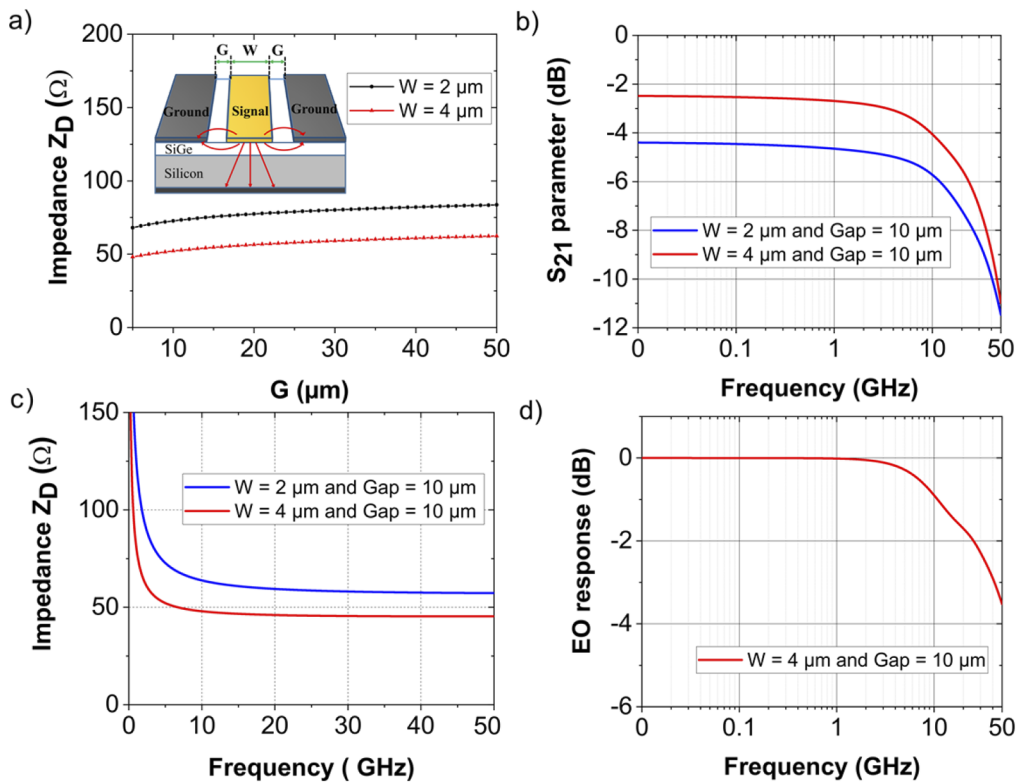 a)
Impedance Z_D (Ω)
200
150
100
50
0
G W G
Ground Signal Ground
SiGe
Silicon
W = 2 µm
W = 4 µm
10 20 30 40 50
G (µm)
b)
S_21 parameter (dB)
0
-2
-4
-6
-8
-10
-12
W = 2 µm and Gap = 10 µm
W = 4 µm and Gap = 10 µm
0 0.1 1 10 50
Frequency (GHz)
c)
Impedance Z_D (Ω)
150
100
50
0
W = 2 µm and Gap = 10 µm
W = 4 µm and Gap = 10 µm
0 10 20 30 40 50
Frequency ( GHz)
d)
EO response (dB)
0
-2
-4
-6
W = 4 µm and Gap = 10 µm
0 0.1 1 10 50
Frequency (GHz)